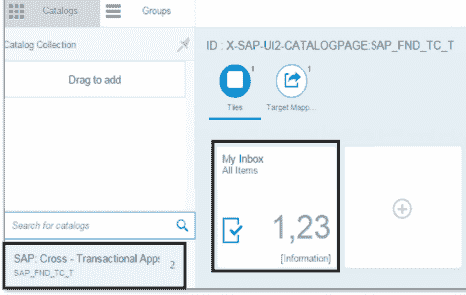 Catalogs
Groups
Catalog Collection
Drag to add
Search for catalogs
SAP: Cross - Transactional Apps
2
SAP_FND_TC_T
ID : X-SAP-UI2-CATALOGPAGE:SAP_FND_TC_T
1
Tiles
1
Target Mapp...
My Inbox
All Items
1,23
[Information]